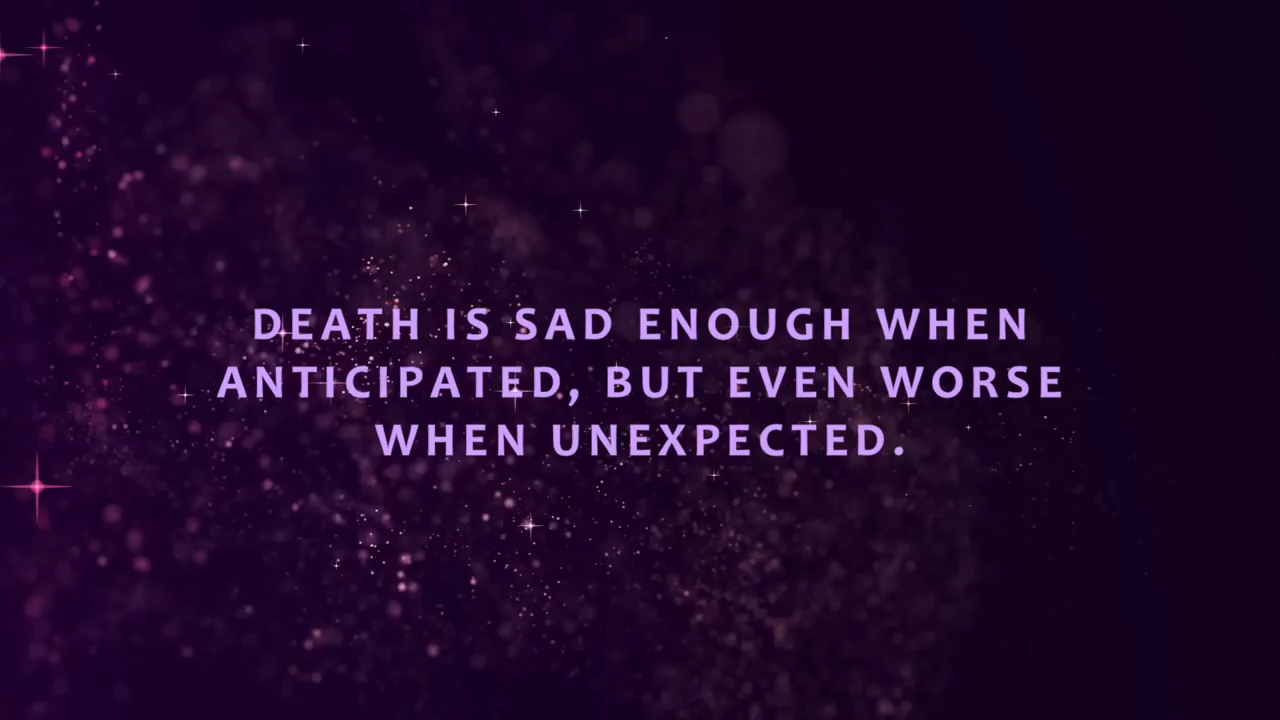 DEATH IS SAD ENOUGH WHEN
ANTICIPATED, BUT EVEN WORSE
WHEN UNEXPECTED.